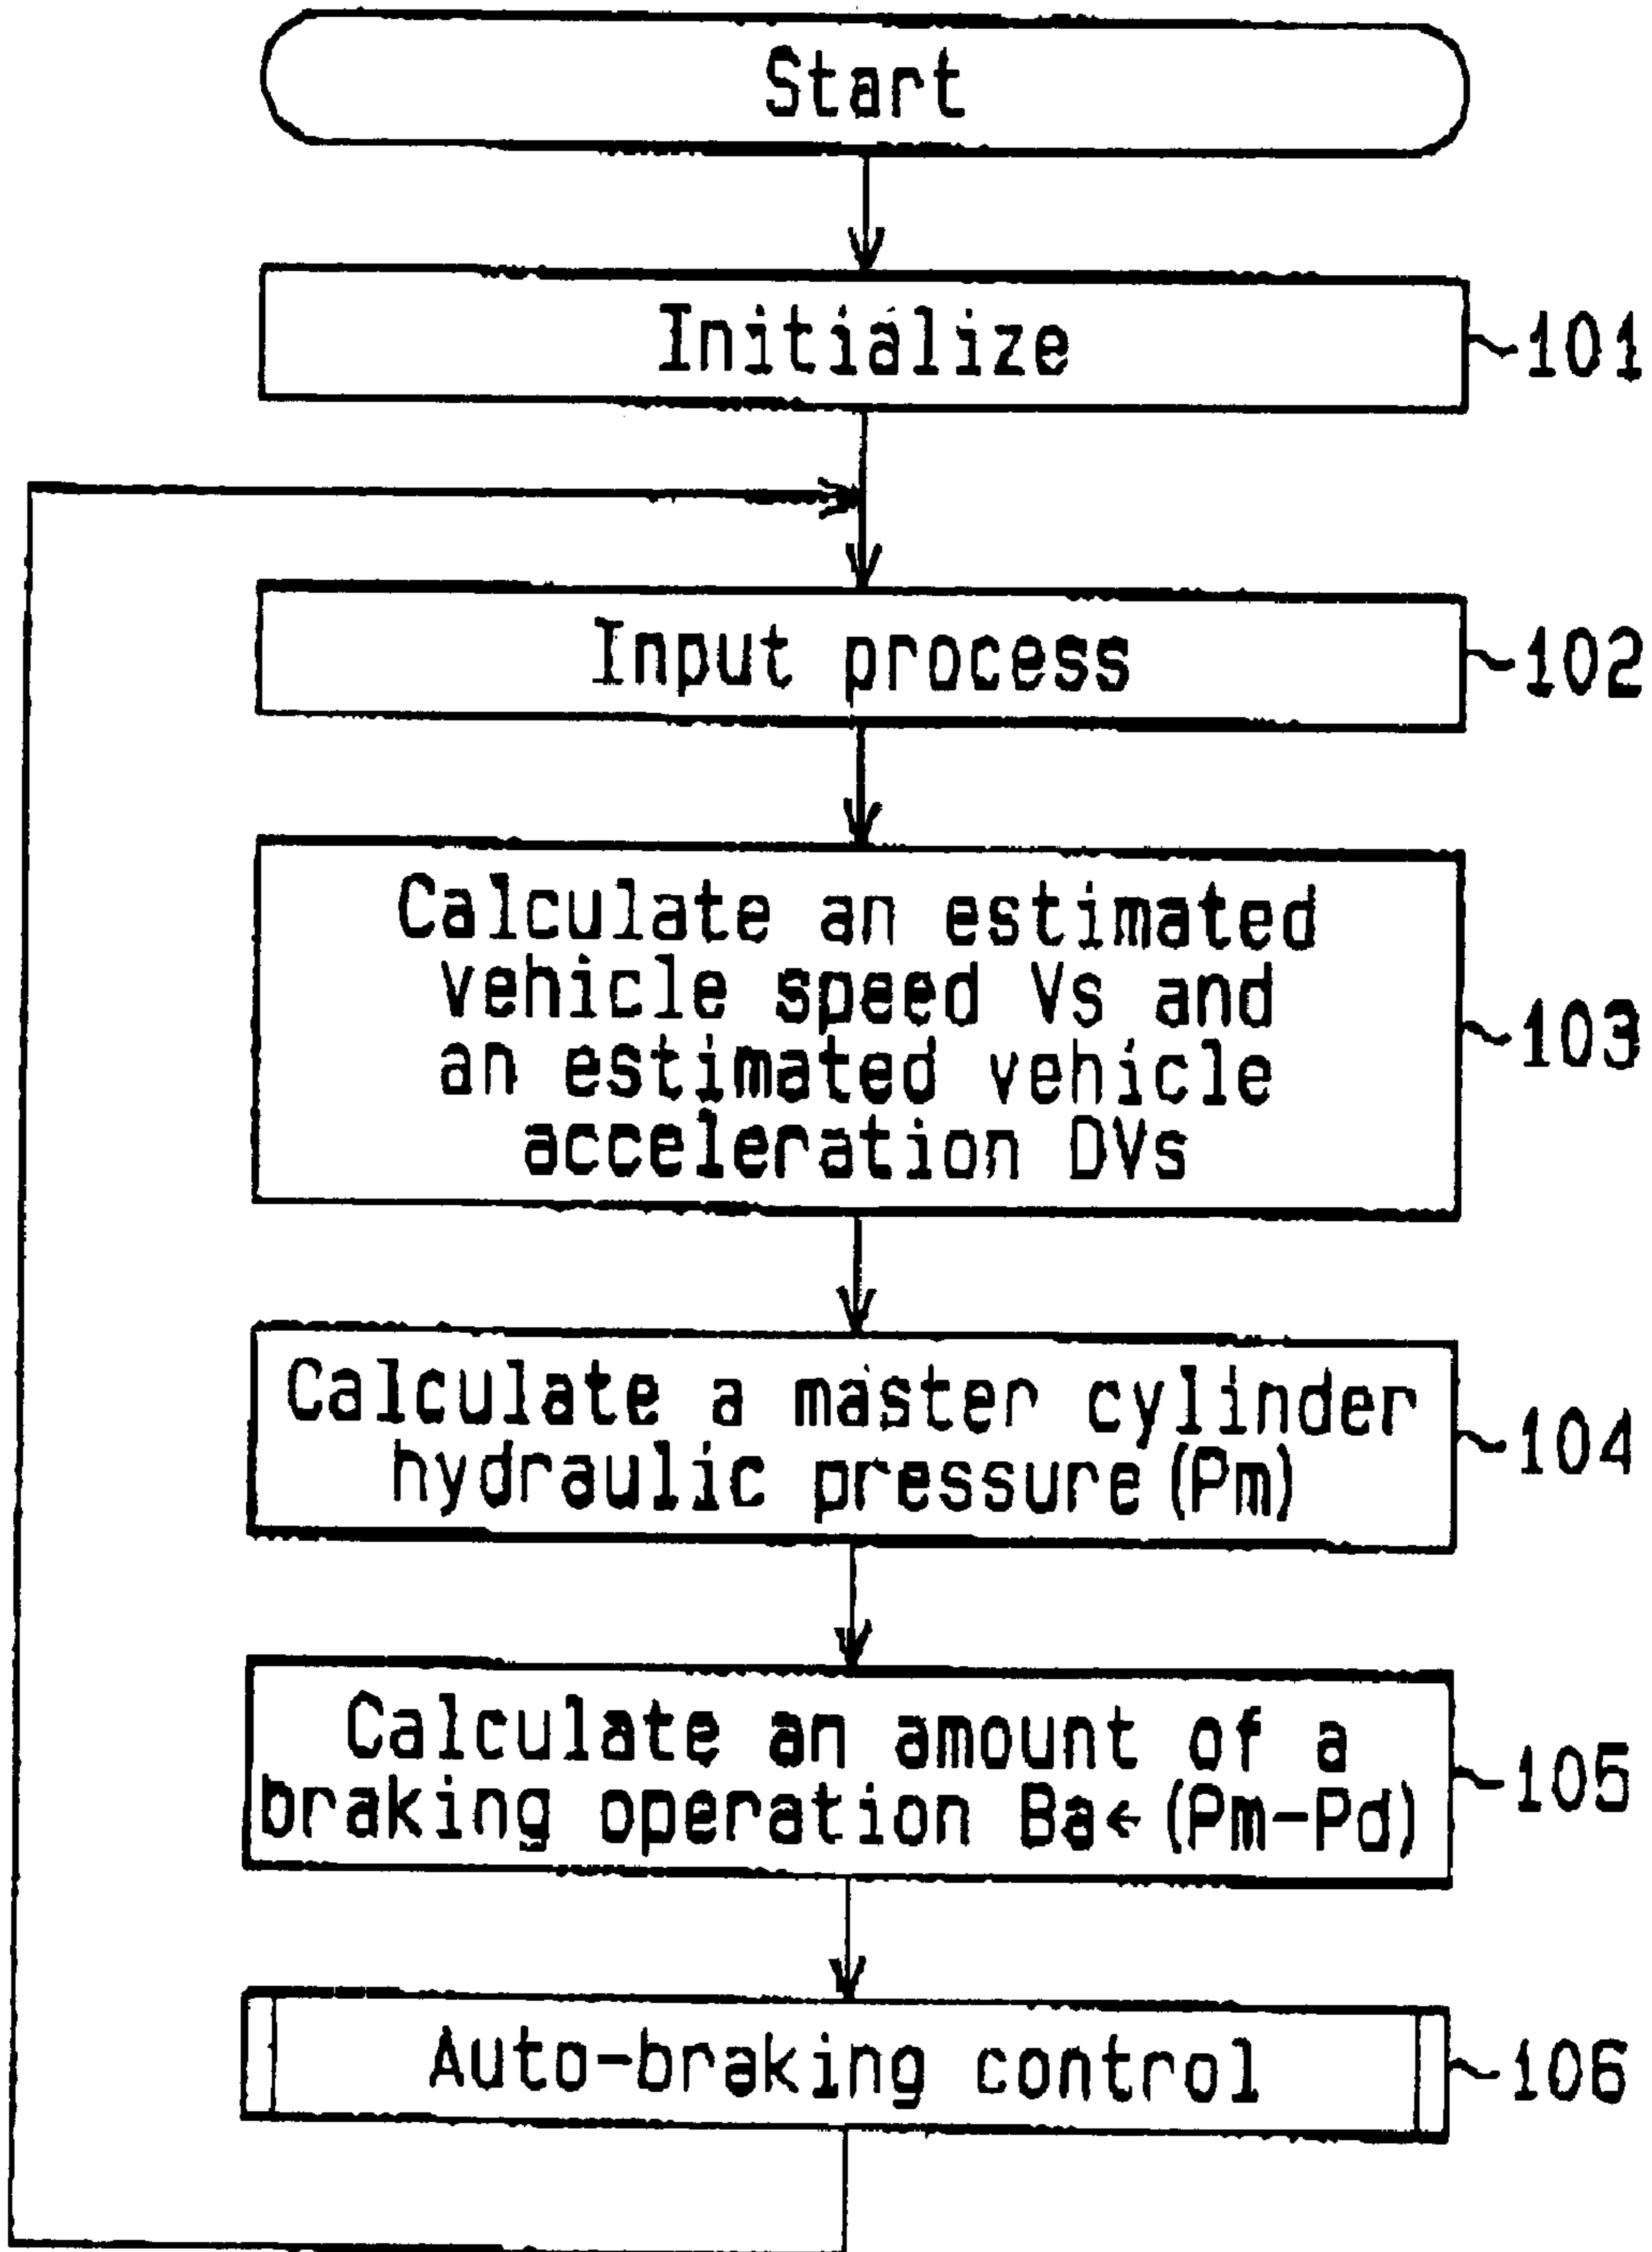 Start
Initialize
101
Input process
102
Calculate an estimated
vehicle speed Vs and
an estimated vehicle
acceleration DVs
103
Calculate a master cylinder
hydraulic pressure (Pm)
104
Calculate an amount of a
braking operation Ba← (Pm-Pd)
105
Auto-braking control
106